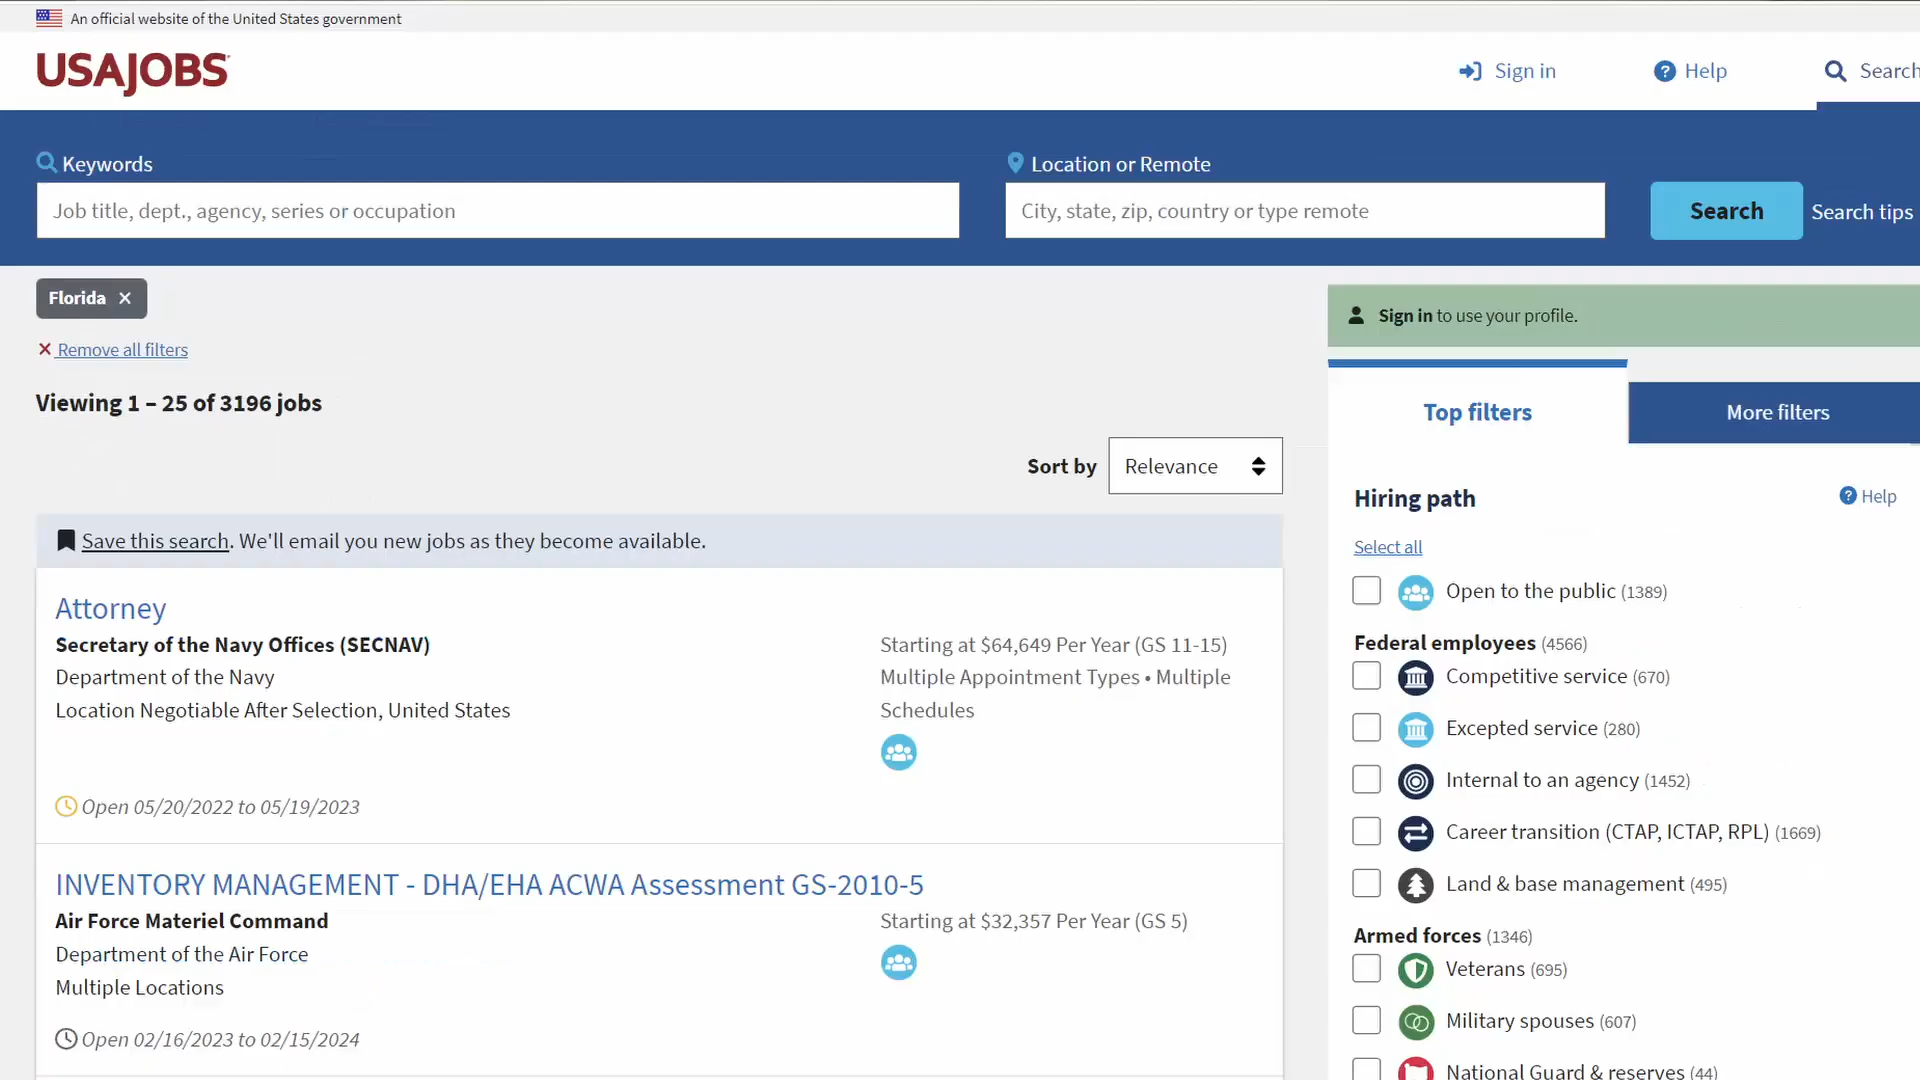 An official website of the United States government
USAJOBS
Sign in
Help
Search
Keywords
Location or Remote
Job title, dept., agency, series or occupation
City, state, zip, country or type remote
Search
Search tips
Florida ×
× Remove all filters
Sign in to use your profile.
Viewing 1 – 25 of 3196 jobs
Top filters
More filters
Sort by
Relevance
Hiring path
Help
Select all
Save this search. We'll email you new jobs as they become available.
Attorney
Secretary of the Navy Offices (SECNAV)
Department of the Navy
Location Negotiable After Selection, United States
Starting at $64,649 Per Year (GS 11-15)
Multiple Appointment Types • Multiple
Schedules
Open 05/20/2022 to 05/19/2023
INVENTORY MANAGEMENT - DHA/EHA ACWA Assessment GS-2010-5
Air Force Materiel Command
Department of the Air Force
Multiple Locations
Starting at $32,357 Per Year (GS 5)
Open 02/16/2023 to 02/15/2024
Open to the public (1389)
Federal employees (4566)
Competitive service (670)
Excepted service (280)
Internal to an agency (1452)
Career transition (CTAP, ICTAP, RPL) (1669)
Land & base management (495)
Armed forces (1346)
Veterans (695)
Military spouses (607)
National Guard & reserves (44)